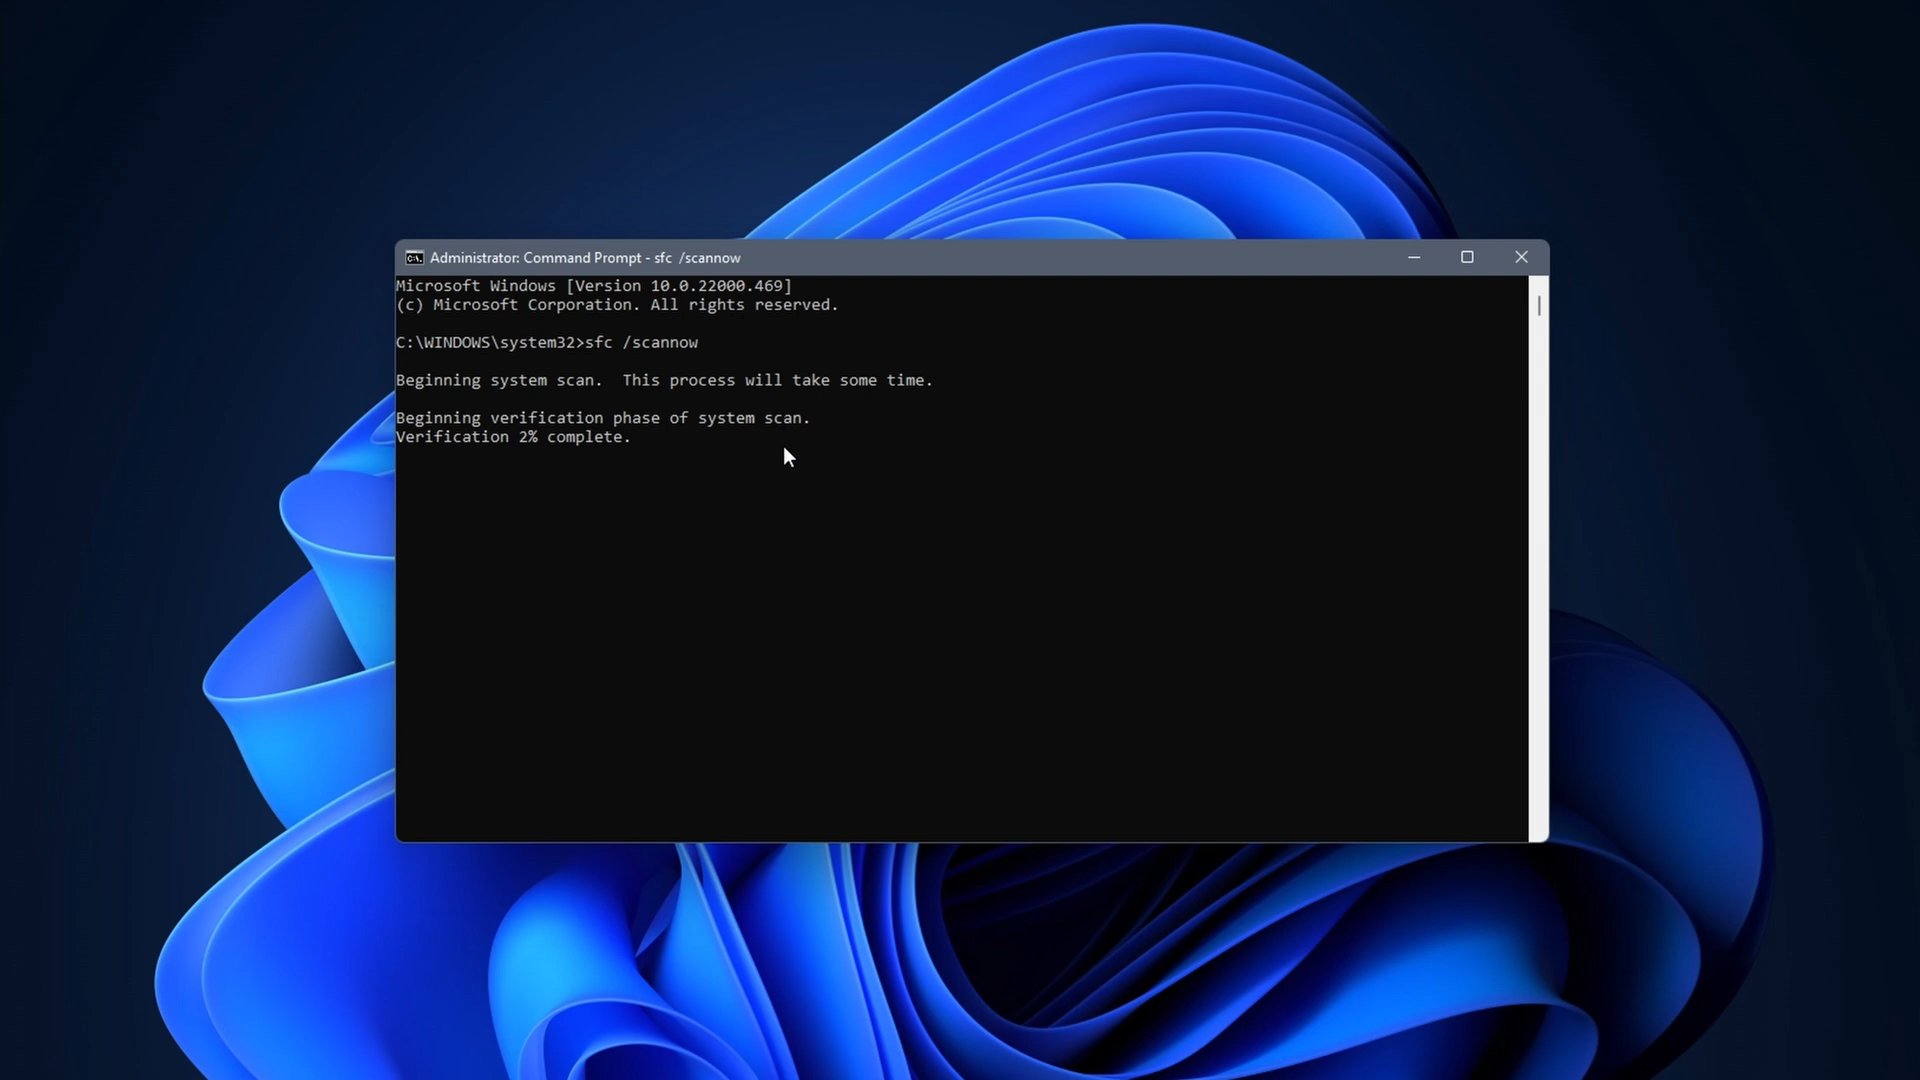 Administrator: Command Prompt - sfc  /scannow
Microsoft Windows [Version 10.0.22000.469]
(c) Microsoft Corporation. All rights reserved.
C:\WINDOWS\system32>sfc /scannow
Beginning system scan.  This process will take some time.
Beginning verification phase of system scan.
Verification 2% complete.